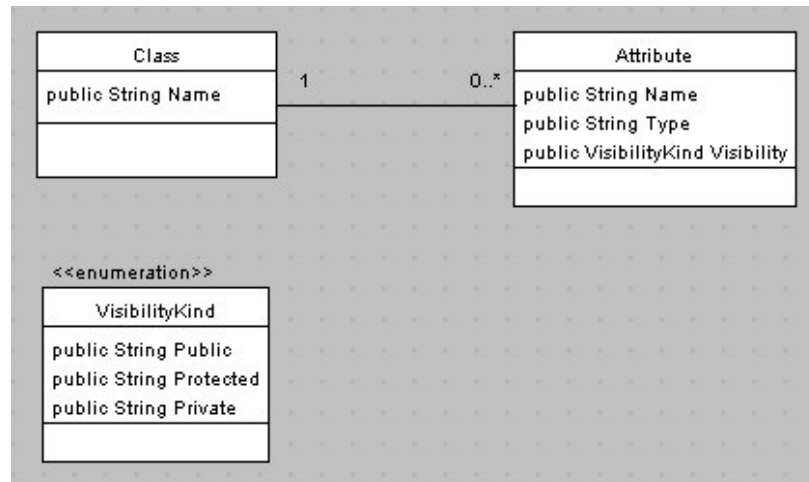 Class
public String Name
1
0..*
Attribute
public String Name
public String Type
public VisibilityKind Visibility
<<enumeration>>
VisibilityKind
public String Public
public String Protected
public String Private